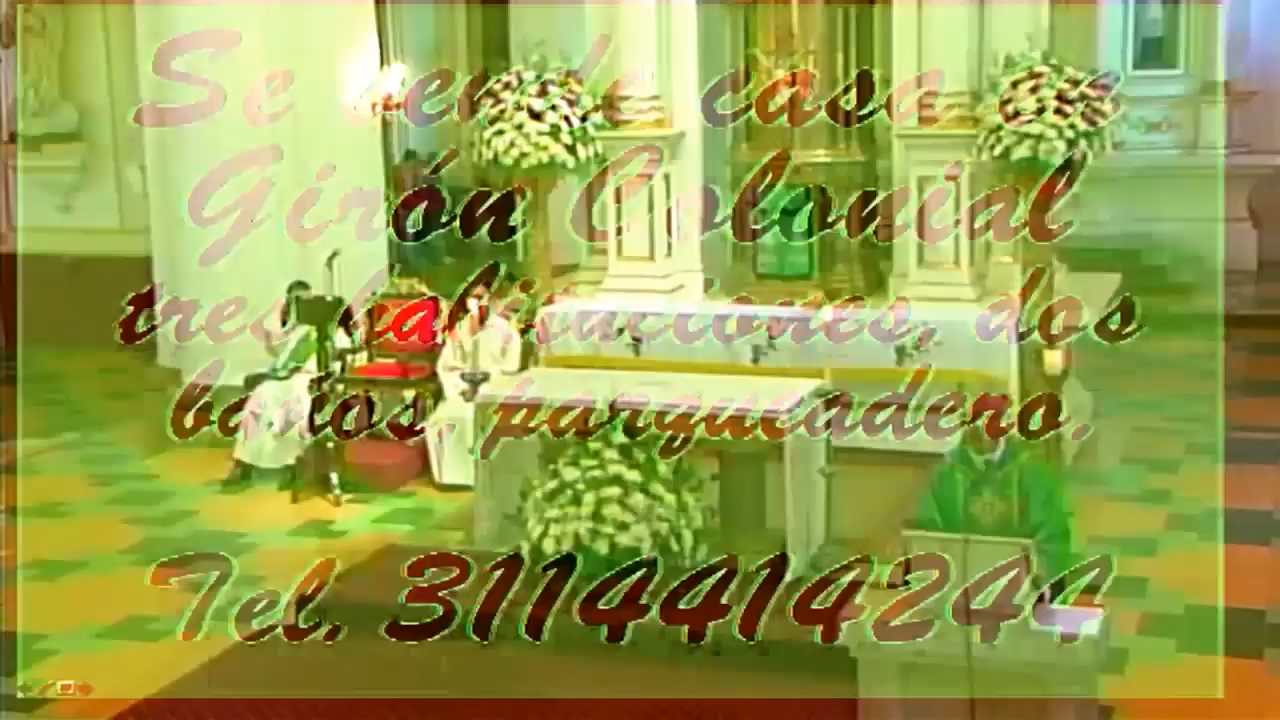 Se vende casa en
Girón Colonial
tres habitaciones, dos
baños, parqueadero.
Tel. 3114414244